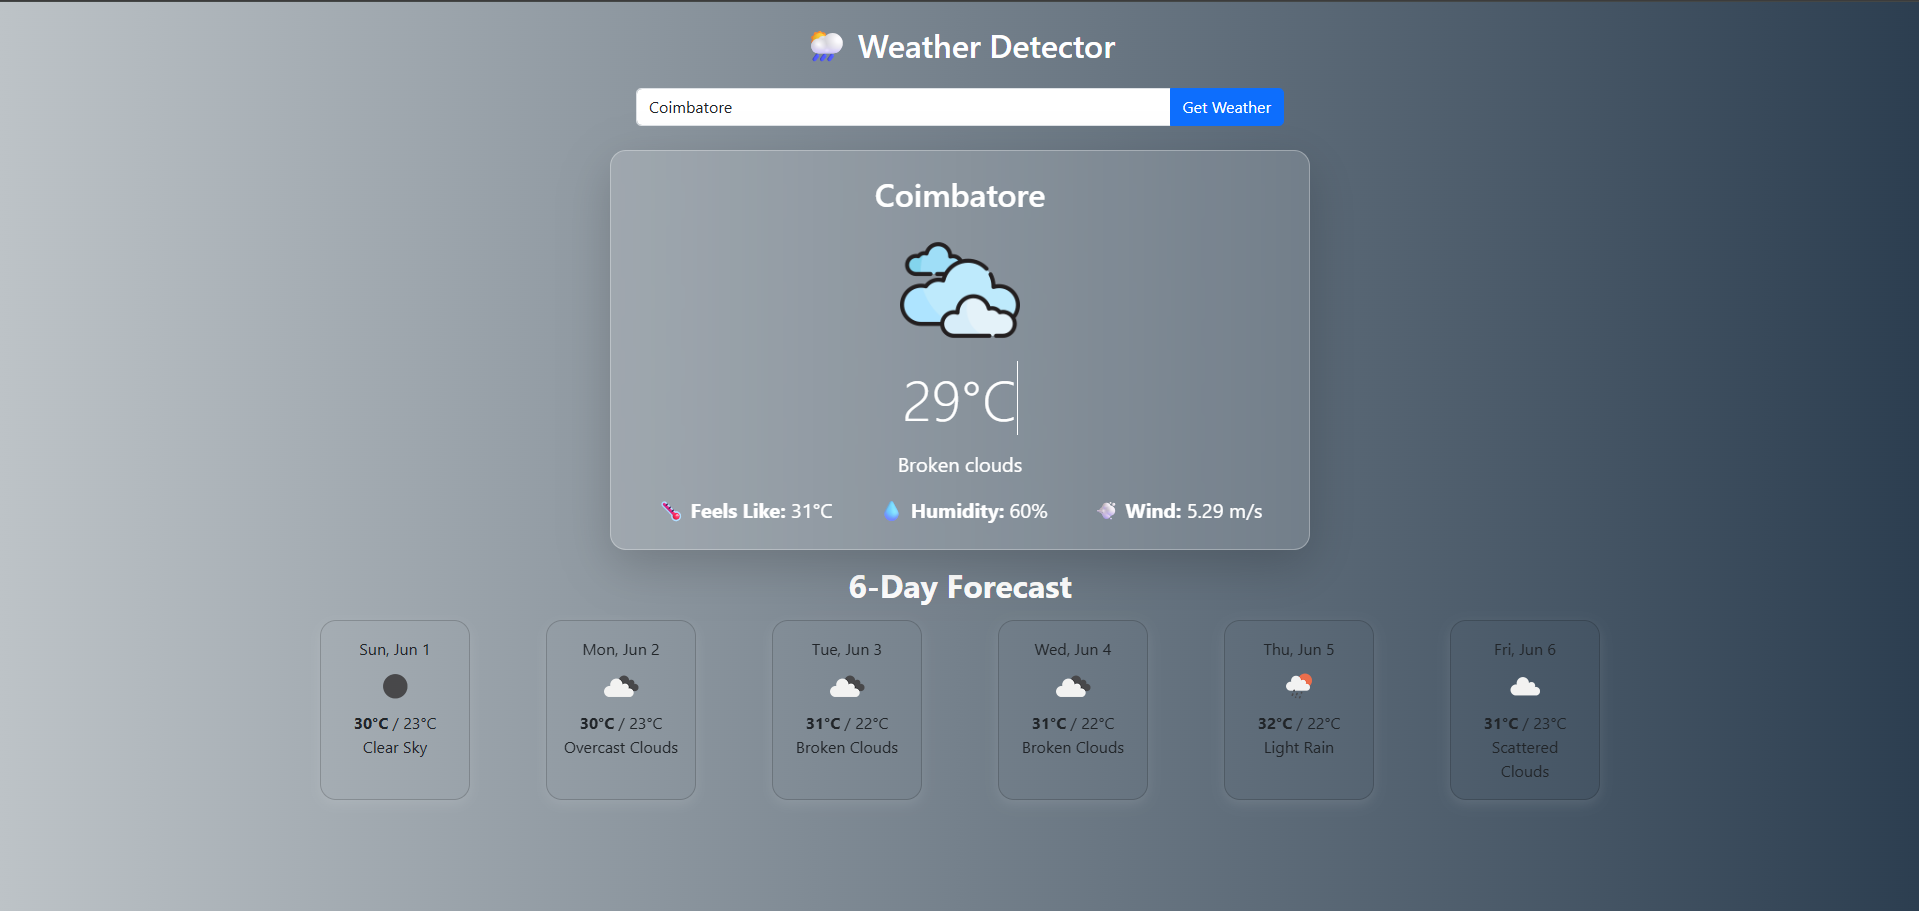 Weather Detector
Coimbatore
Get Weather
Coimbatore
29°C
Broken clouds
Feels Like: 31°C
Humidity: 60%
Wind: 5.29 m/s
6-Day Forecast
Sun, Jun 1
30°C / 23°C
Clear Sky
Mon, Jun 2
30°C / 23°C
Overcast Clouds
Tue, Jun 3
31°C / 22°C
Broken Clouds
Wed, Jun 4
31°C / 22°C
Broken Clouds
Thu, Jun 5
32°C / 22°C
Light Rain
Fri, Jun 6
31°C / 23°C
Scattered
Clouds